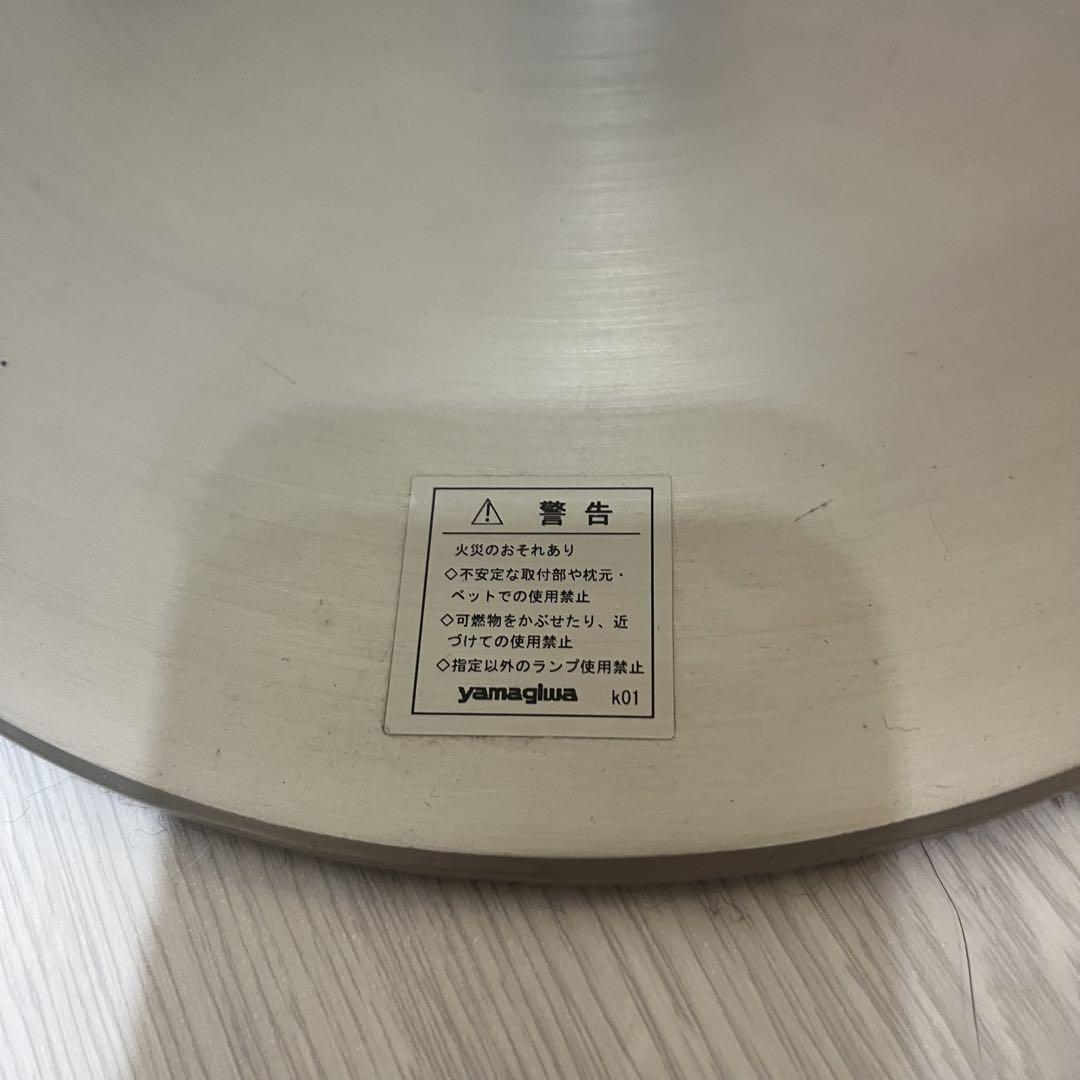 ⚠ 警告
火災のおそれあり
◇不安定な取付部や枕元・
ベットでの使用禁止
◇可燃物をかぶせたり、近
づけての使用禁止
◇指定以外のランプ使用禁止
yamagiwa k01